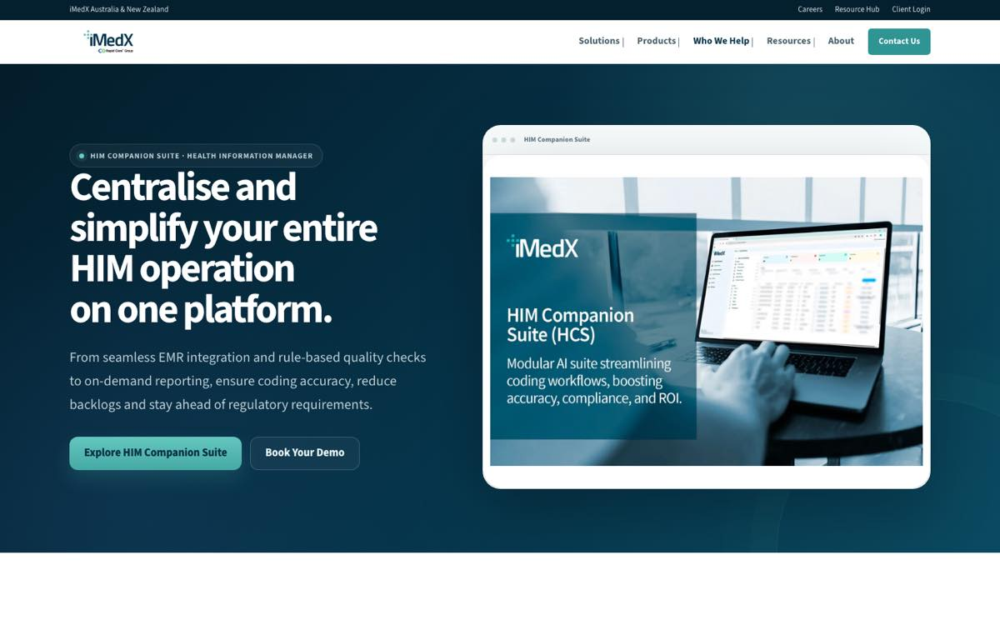 iMedX Australia & New Zealand
Careers
Resource Hub
Client Login
iMedX
Rapid Care Group
Solutions
Products
Who We Help
Resources
About
Contact Us
HIM COMPANION SUITE · HEALTH INFORMATION MANAGER
Centralise and
simplify your entire
HIM operation
on one platform.
From seamless EMR integration and rule-based quality checks
to on-demand reporting, ensure coding accuracy, reduce
backlogs and stay ahead of regulatory requirements.
Explore HIM Companion Suite
Book Your Demo
HIM Companion Suite
iMedX
HIM Companion
Suite (HCS)
Modular AI suite streamlining
coding workflows, boosting
accuracy, compliance, and ROI.
iMedX